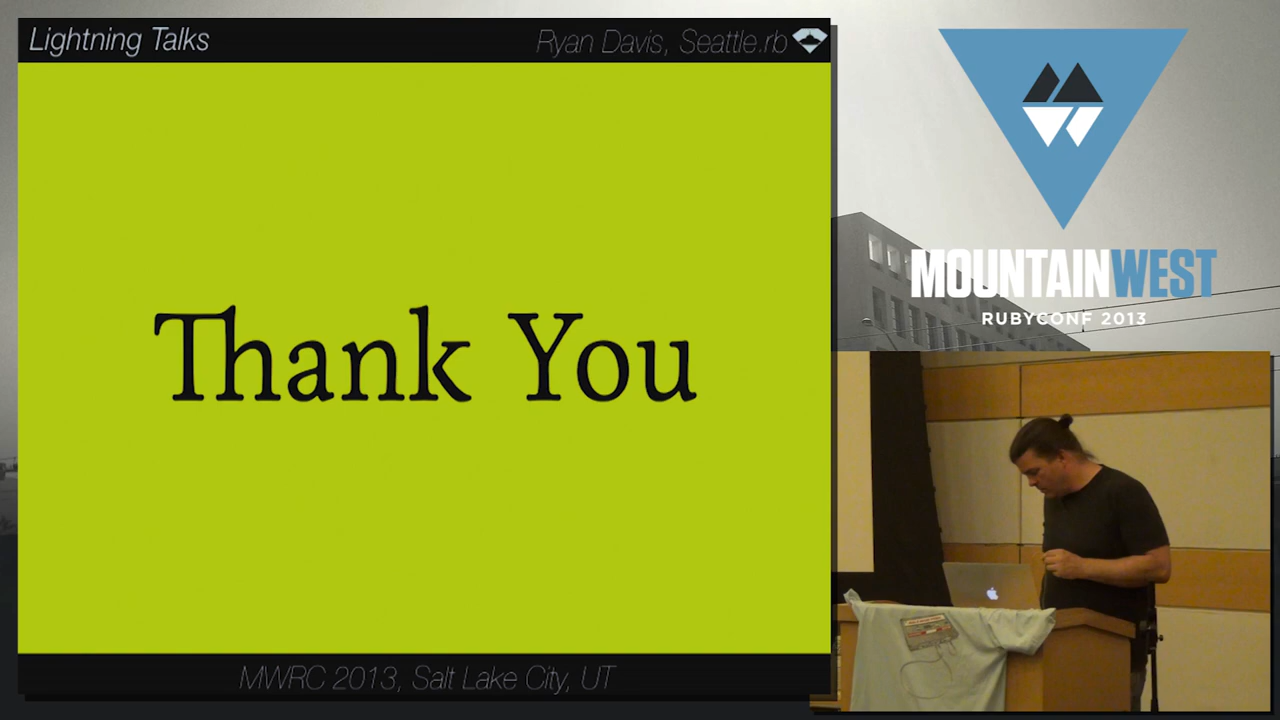 Lightning Talks
Ryan Davis, Seattle.rb
Thank You
MWRC 2013, Salt Lake City, UT
MOUNTAINWEST
RUBYCONF 2013